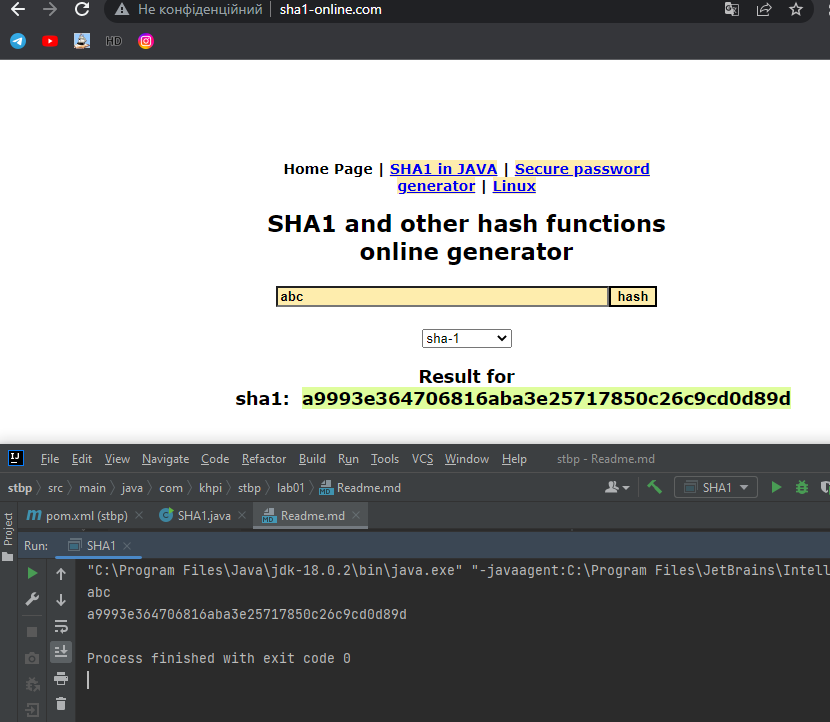 Не конфіденційний | sha1-online.com
HD
Home Page | SHA1 in JAVA | Secure password
generator | Linux
SHA1 and other hash functions
online generator
abc hash
sha-1
Result for
sha1: a9993e364706816aba3e25717850c26c9cd0d89d
IJ File Edit View Navigate Code Refactor Build Run Tools VCS Window Help stbp - Readme.md
stbp src main java com khpi stbp lab01 Readme.md SHA1
Project
m pom.xml (stbp) SHA1.java Readme.md
Run: SHA1
"C:\Program Files\Java\jdk-18.0.2\bin\java.exe" "-javaagent:C:\Program Files\JetBrains\Intell
abc
a9993e364706816aba3e25717850c26c9cd0d89d
Process finished with exit code 0